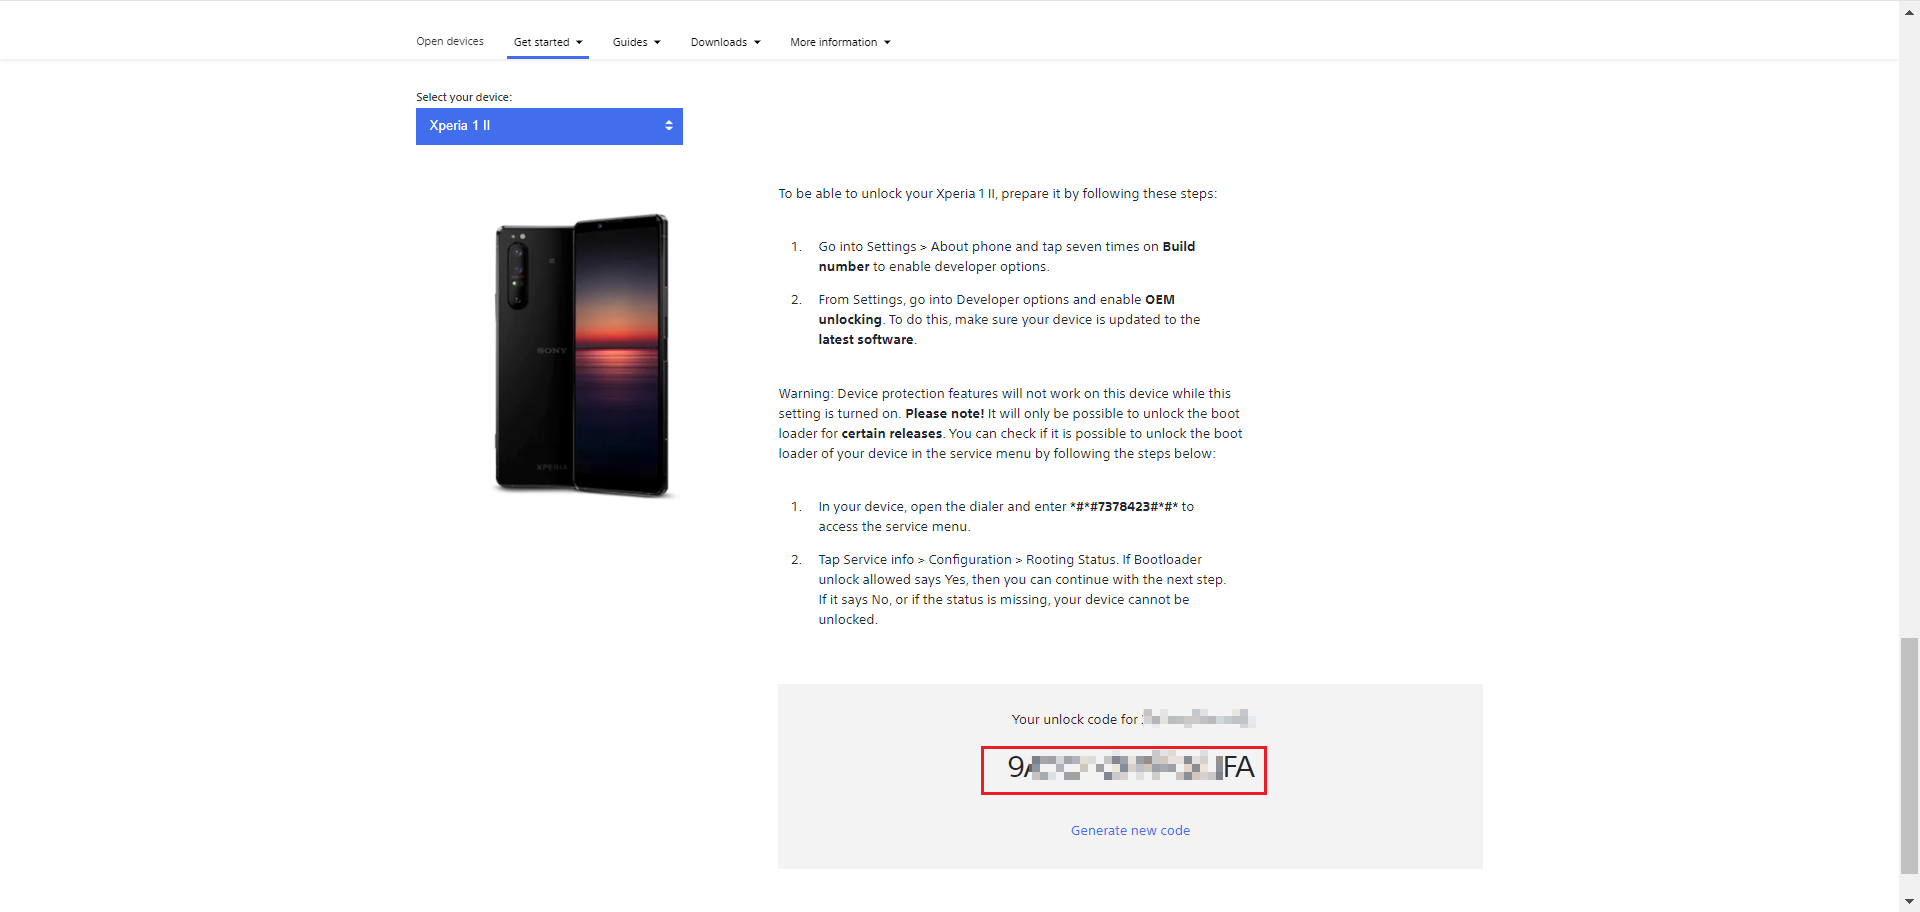 Open devices
Get started
Guides
Downloads
More information
Select your device:
Xperia 1 II
To be able to unlock your Xperia 1 II, prepare it by following these steps:
1. Go into Settings > About phone and tap seven times on Build
number to enable developer options.
2. From Settings, go into Developer options and enable OEM
unlocking. To do this, make sure your device is updated to the
latest software.
SONY
XPERIA
Warning: Device protection features will not work on this device while this
setting is turned on. Please note! It will only be possible to unlock the boot
loader for certain releases. You can check if it is possible to unlock the boot
loader of your device in the service menu by following the steps below:
1. In your device, open the dialer and enter *#*#7378423#*#* to
access the service menu.
2. Tap Service info > Configuration > Rooting Status. If Bootloader
unlock allowed says Yes, then you can continue with the next step.
If it says No, or if the status is missing, your device cannot be
unlocked.
Your unlock code for
Generate new code